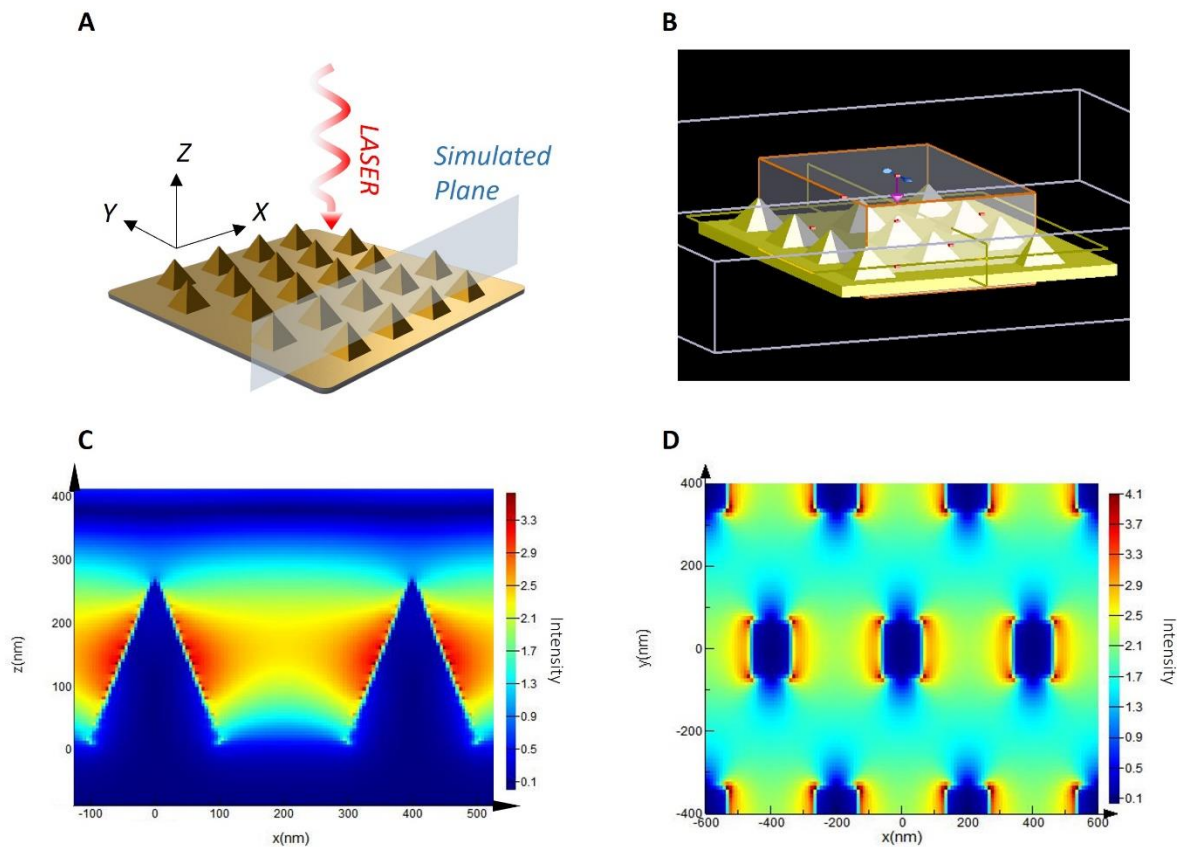 A
B
Z
Y
X
LASER
Simulated
Plane
C
D
400
300
200
100
0
z(nm)
-100
0
100
200
300
400
500
x(nm)
3.3
2.9
2.5
2.1
1.7
1.3
0.9
0.5
0.1
Intensity
400
200
0
-200
-400
y(nm)
-600
-400
-200
0
200
400
600
x(nm)
4.1
3.7
3.3
2.9
2.5
2.1
1.7
1.3
0.9
0.5
0.1
Intensity